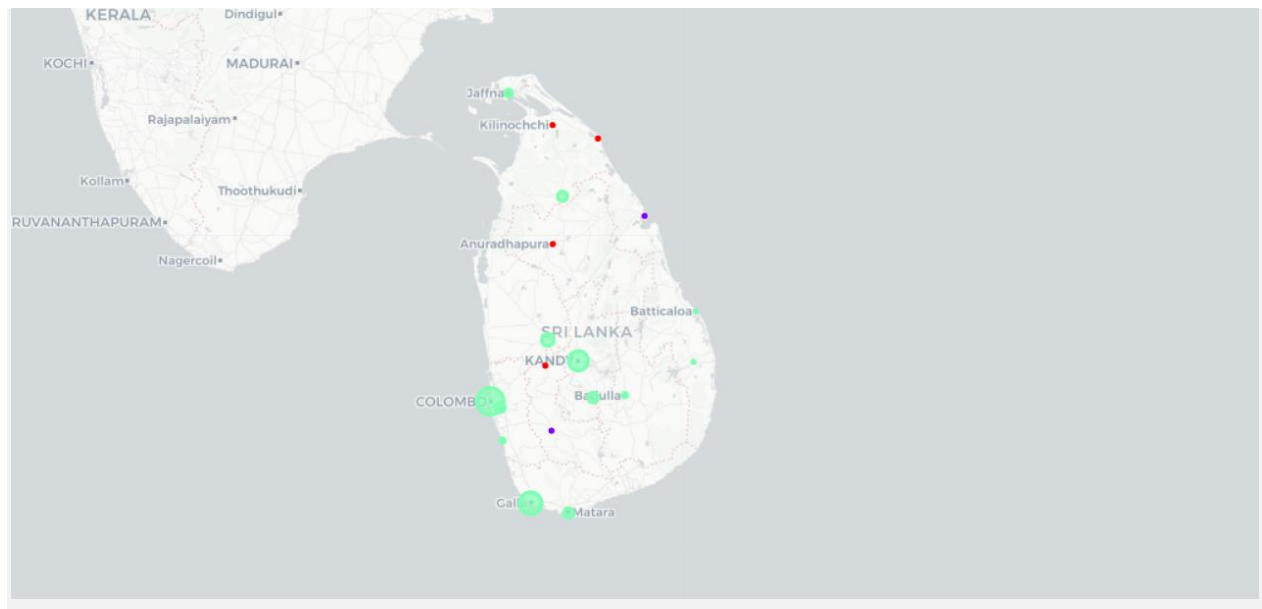 KERALA
Dindigul
KOCHI
MADURAI
Jaffna
Rajapalaiyam
Kilinochchi
Kollam
Thoothukudi
RUVANANTHAPURAM
Anuradhapura
Nagercoil
Batticaloa
SRI LANKA
KANDY
COLOMBO
Badulla
Galle
Matara